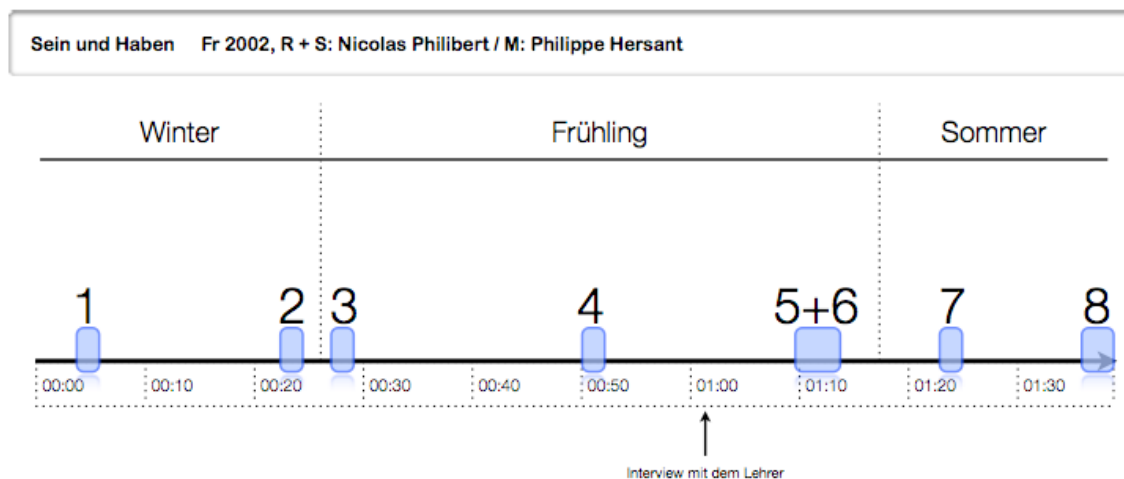 Sein und Haben Fr 2002, R + S: Nicolas Philibert / M: Philippe Hersant
Winter Frühling Sommer
1 2 3 4 5+6 7 8
00:00 00:10 00:20 00:30 00:40 00:50 01:00 01:10 01:20 01:30
Interview mit dem Lehrer